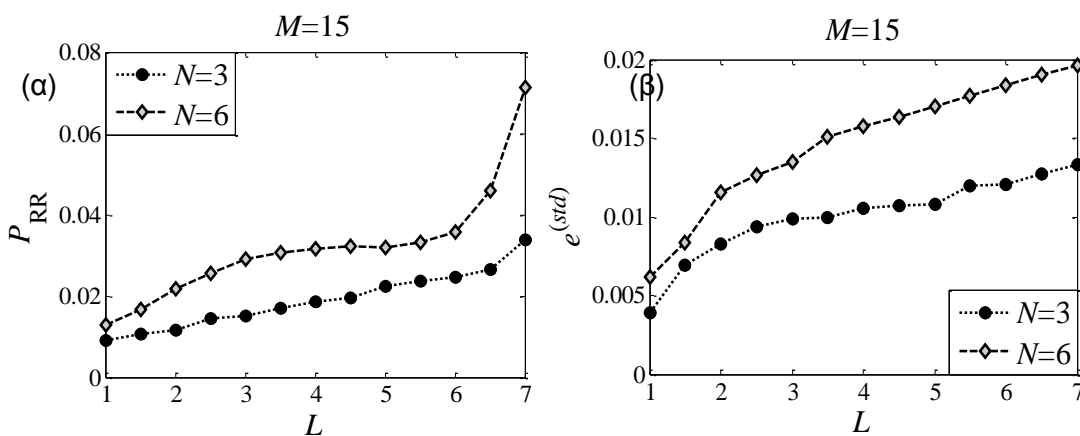 M=15
(α)
0.08
0.06
0.04
0.02
0
P_RR
N=3
N=6
1 2 3 4 5 6 7
L
M=15
(β)
0.02
0.015
0.01
0.005
0
e^(std)
N=3
N=6
1 2 3 4 5 6 7
L